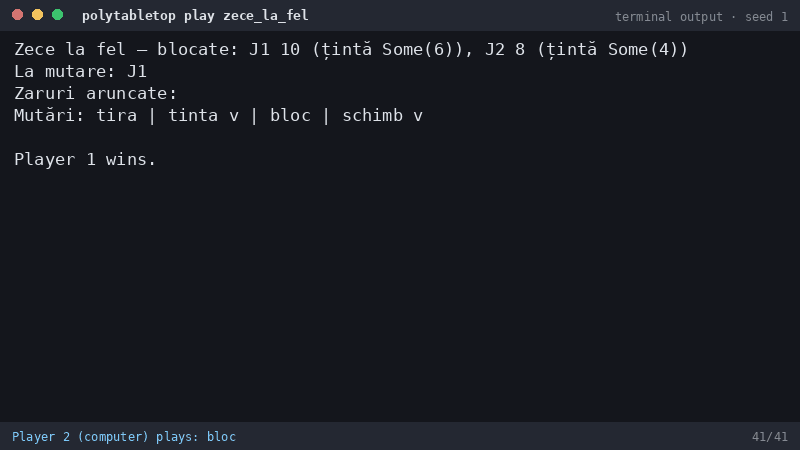 polytabletop play zece_la_fel
terminal output · seed 1
Zece la fel — blocate: J1 10 (țintă Some(6)), J2 8 (țintă Some(4))
La mutare: J1
Zaruri aruncate:
Mutări: tira | tinta v | bloc | schimb v
Player 1 wins.
Player 2 (computer) plays: bloc
41/41